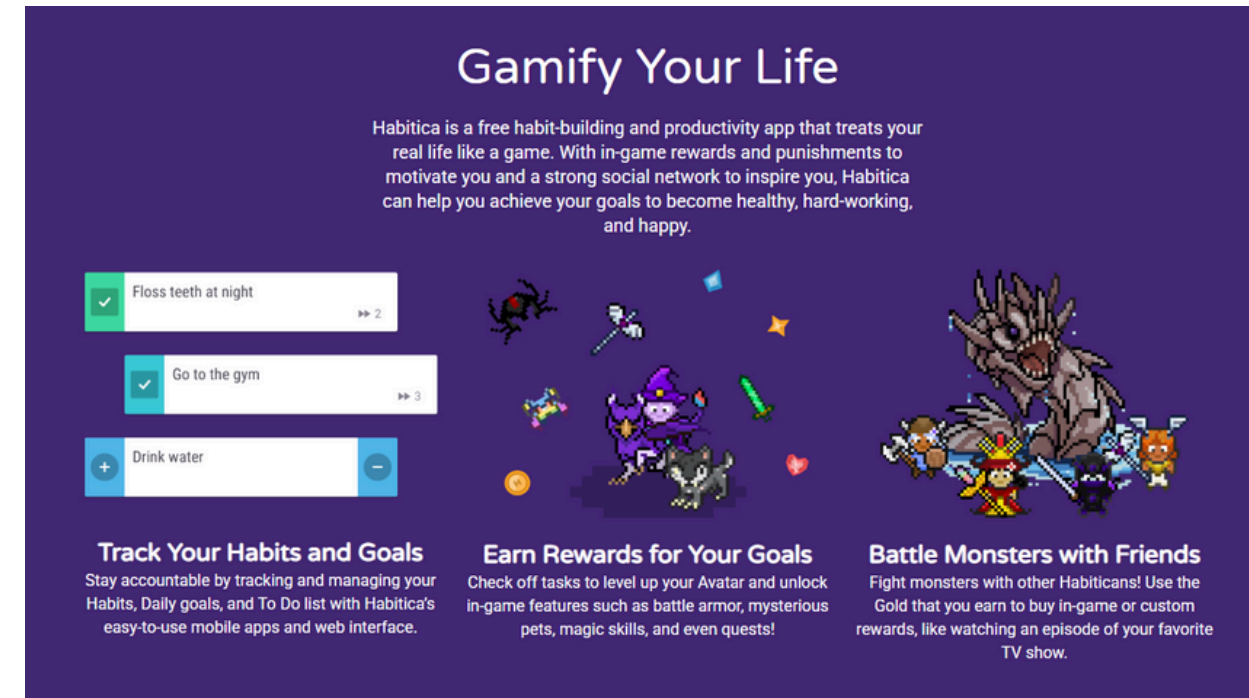 Gamify Your Life
Habitica is a free habit-building and productivity app that treats your
real life like a game. With in-game rewards and punishments to
motivate you and a strong social network to inspire you, Habitica
can help you achieve your goals to become healthy, hard-working,
and happy.
Floss teeth at night
2
Go to the gym
3
Drink water
Track Your Habits and Goals
Stay accountable by tracking and managing your
Habits, Daily goals, and To Do list with Habitica's
easy-to-use mobile apps and web interface.
Earn Rewards for Your Goals
Check off tasks to level up your Avatar and unlock
in-game features such as battle armor, mysterious
pets, magic skills, and even quests!
Battle Monsters with Friends
Fight monsters with other Habiticans! Use the
Gold that you earn to buy in-game or custom
rewards, like watching an episode of your favorite
TV show.